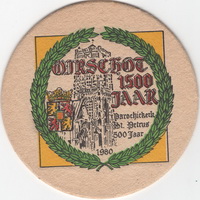 OIRSCHOT
1500
JAAR
Parochiekerk
St. Petrus
500 Jaar
1980